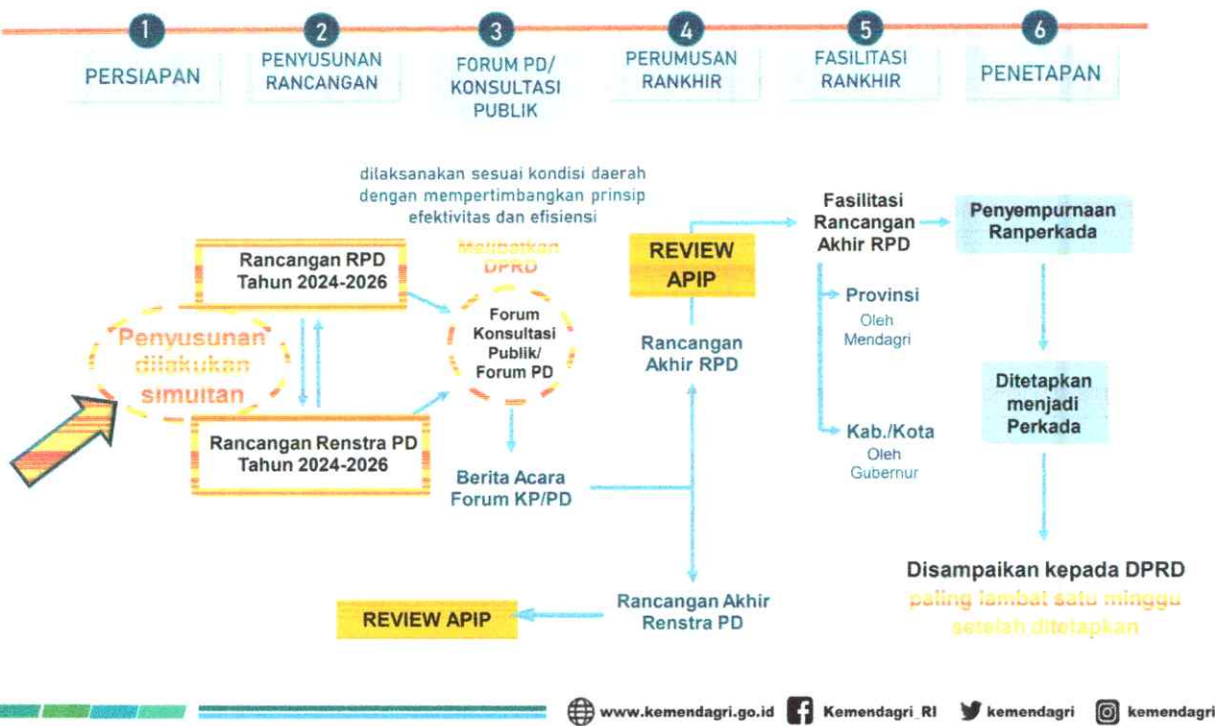 1
PERSIAPAN
2
PENYUSUNAN
RANCANGAN
3
FORUM PD/
KONSULTASI
PUBLIK
4
PERUMUSAN
RANKHIR
5
FASILITASI
RANKHIR
6
PENETAPAN
dilaksanakan sesuai kondisi daerah
dengan mempertimbangkan prinsip
efektivitas dan efisiensi
Melibatkan
DPRD
Penyusunan
dilakukan
simultan
Rancangan RPD
Tahun 2024-2026
Rancangan Renstra PD
Tahun 2024-2026
Forum
Konsultasi
Publik/
Forum PD
Berita Acara
Forum KP/PD
REVIEW
APIP
Rancangan
Akhir RPD
Rancangan Akhir
Renstra PD
REVIEW APIP
Fasilitasi
Rancangan
Akhir RPD
Provinsi
Oleh
Mendagri
Kab./Kota
Oleh
Gubernur
Penyempurnaan
Ranperkada
Ditetapkan
menjadi
Perkada
Disampaikan kepada DPRD
paling lambat satu minggu
setelah ditetapkan
www.kemendagri.go.id Kemendagri_RI kemendagri kemendagri